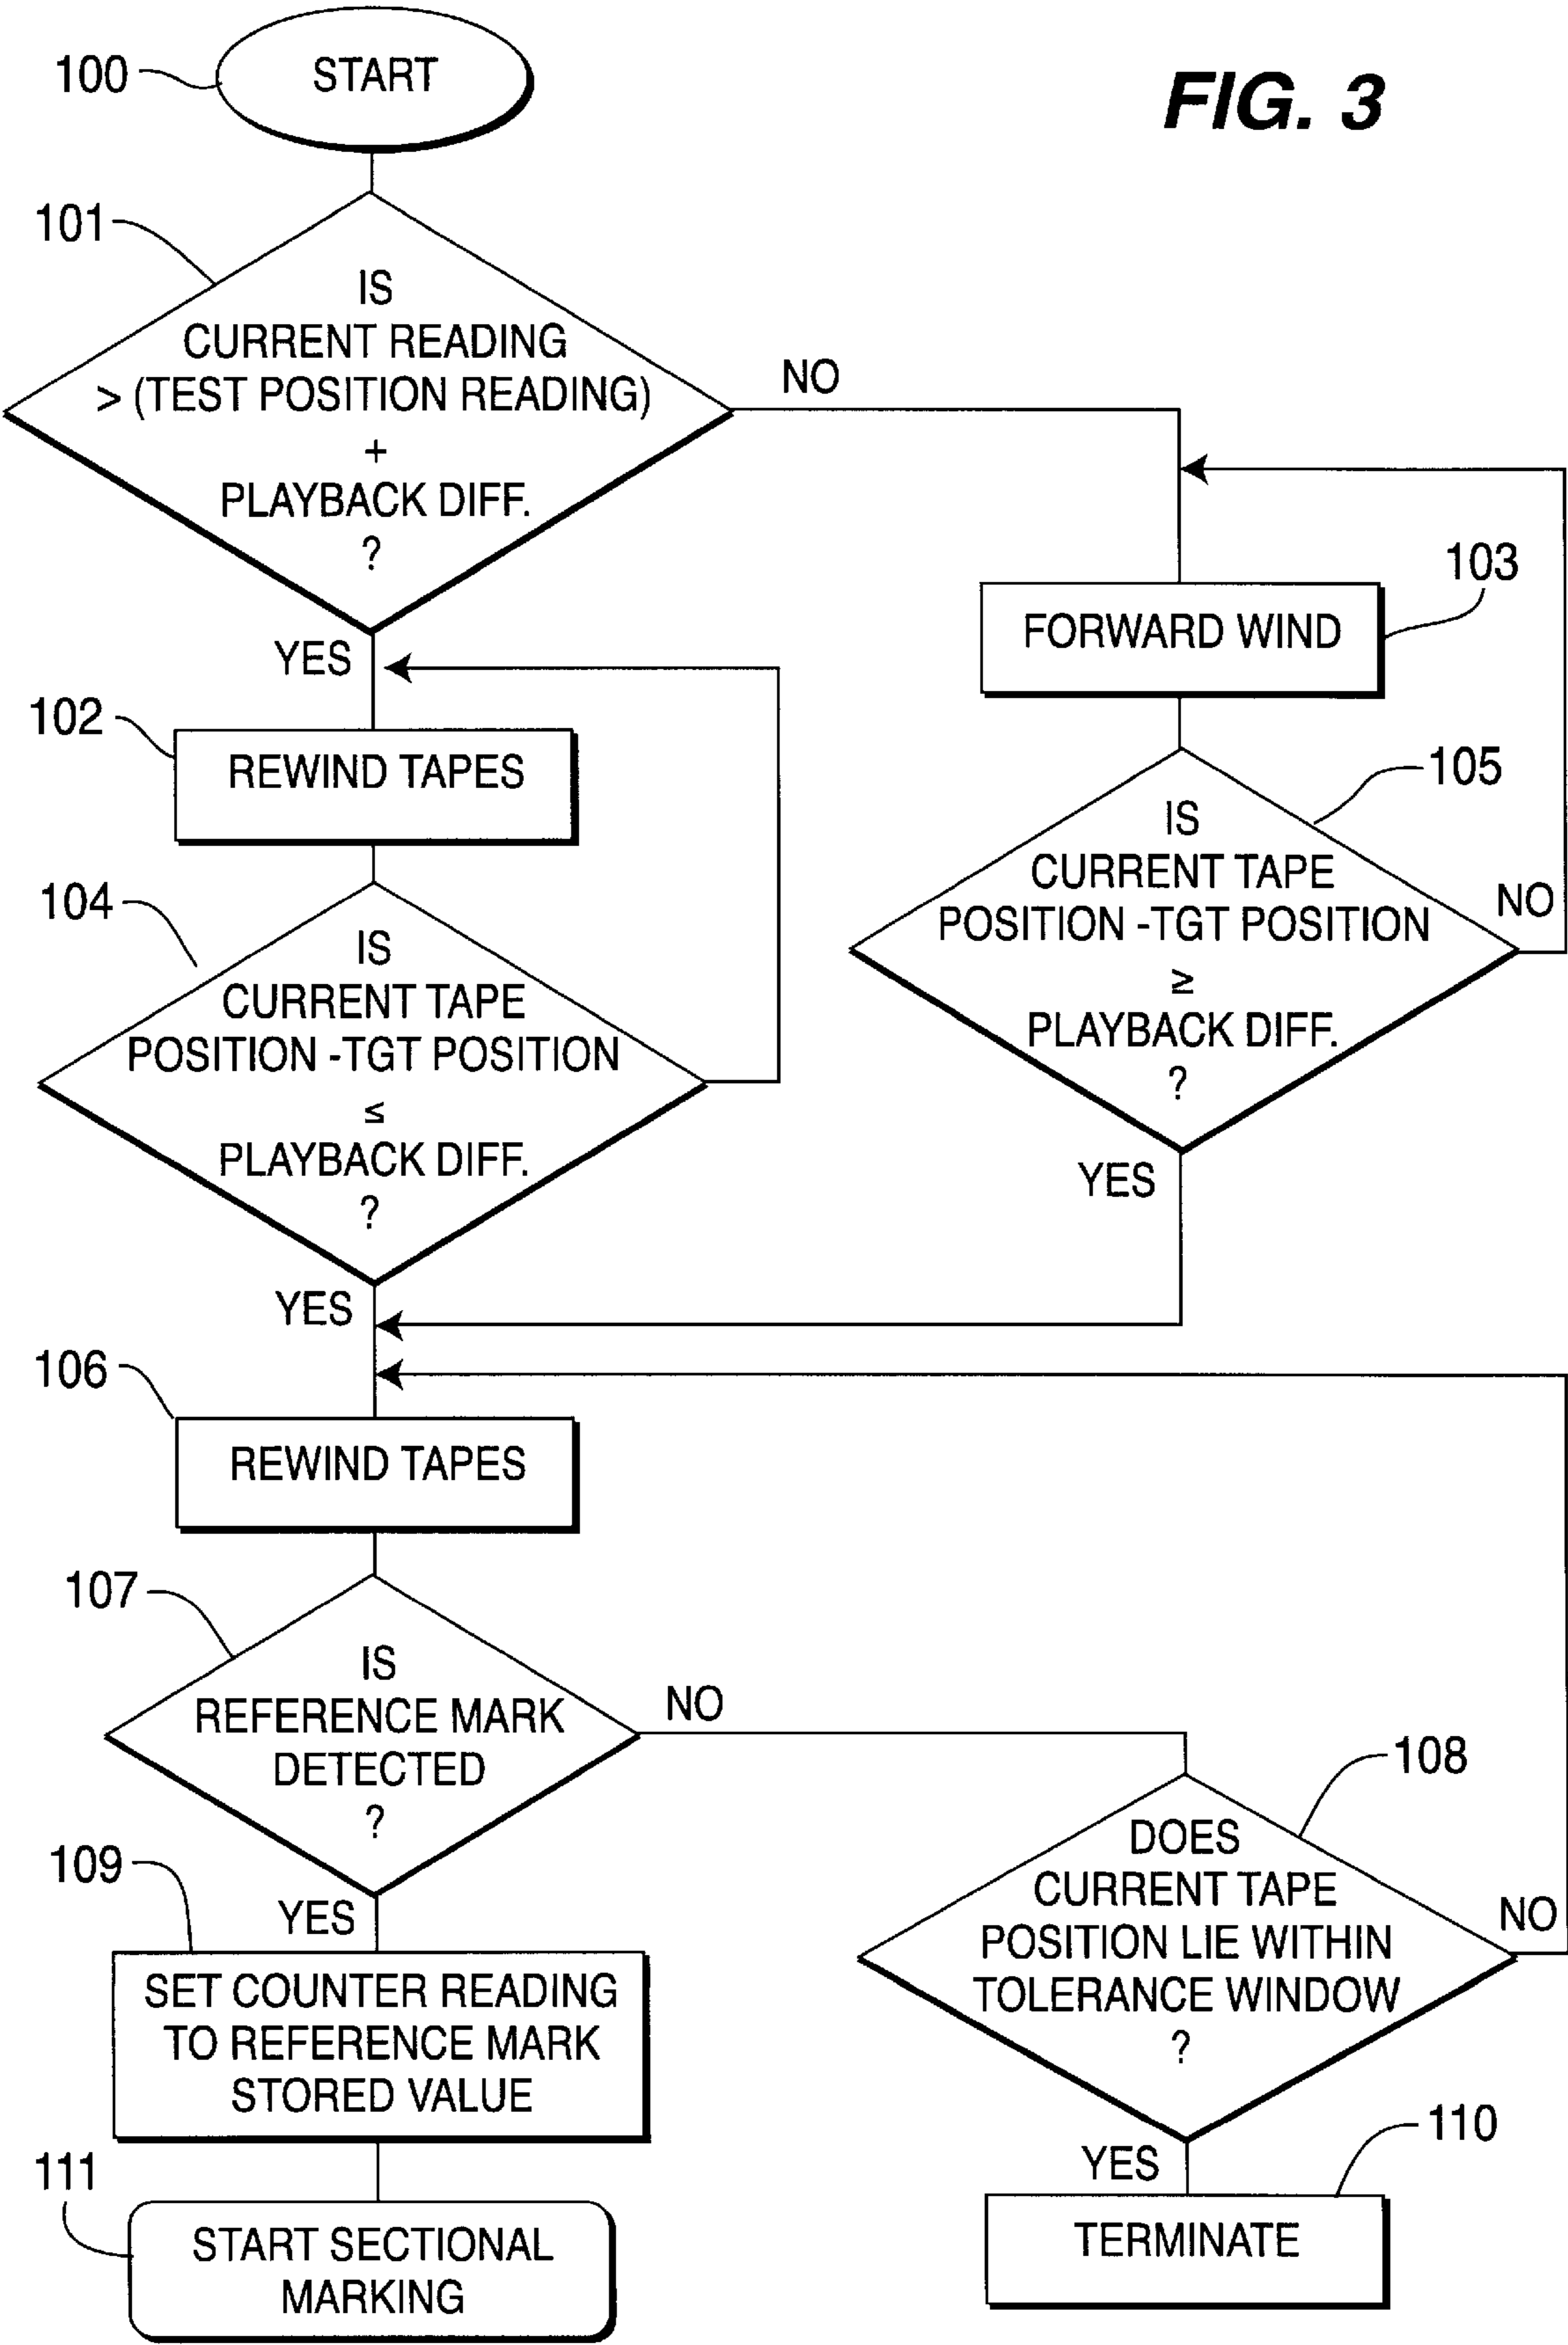 FIG. 3
100
START
101
IS
CURRENT READING
> (TEST POSITION READING)
+
PLAYBACK DIFF.
?
NO
YES
103
FORWARD WIND
102
REWIND TAPES
105
IS
CURRENT TAPE
POSITION -TGT POSITION
≥
PLAYBACK DIFF.
?
NO
YES
104
IS
CURRENT TAPE
POSITION -TGT POSITION
≤
PLAYBACK DIFF.
?
YES
106
REWIND TAPES
107
IS
REFERENCE MARK
DETECTED
?
NO
YES
108
DOES
CURRENT TAPE
POSITION LIE WITHIN
TOLERANCE WINDOW
?
NO
YES
109
SET COUNTER READING
TO REFERENCE MARK
STORED VALUE
110
TERMINATE
111
START SECTIONAL
MARKING